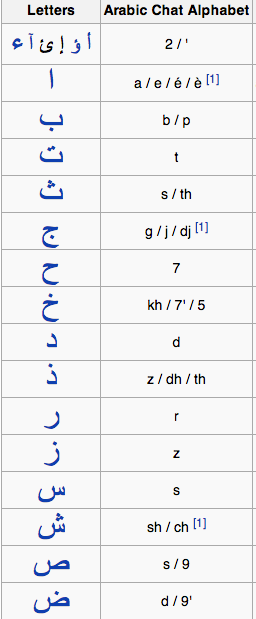 Letters Arabic Chat Alphabet
أ ؤ إ ئ آ ء 2 / '
ا a / e / é / è [1]
ب b / p
ت t
ث s / th
ج g / j / dj [1]
ح 7
خ kh / 7' / 5
د d
ذ z / dh / th
ر r
ز z
س s
ش sh / ch [1]
ص s / 9
ض d / 9'